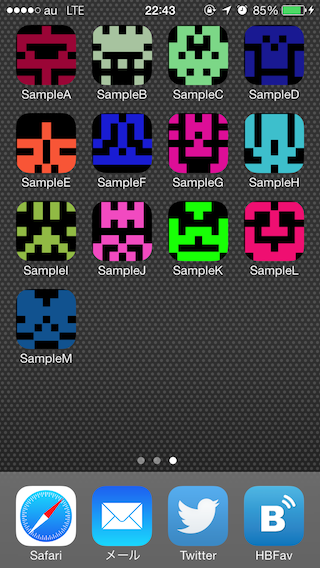 au LTE 22:43 85%
SampleA SampleB SampleC SampleD
SampleE SampleF SampleG SampleH
SampleI SampleJ SampleK SampleL
SampleM
B
Safari メール Twitter HBFav